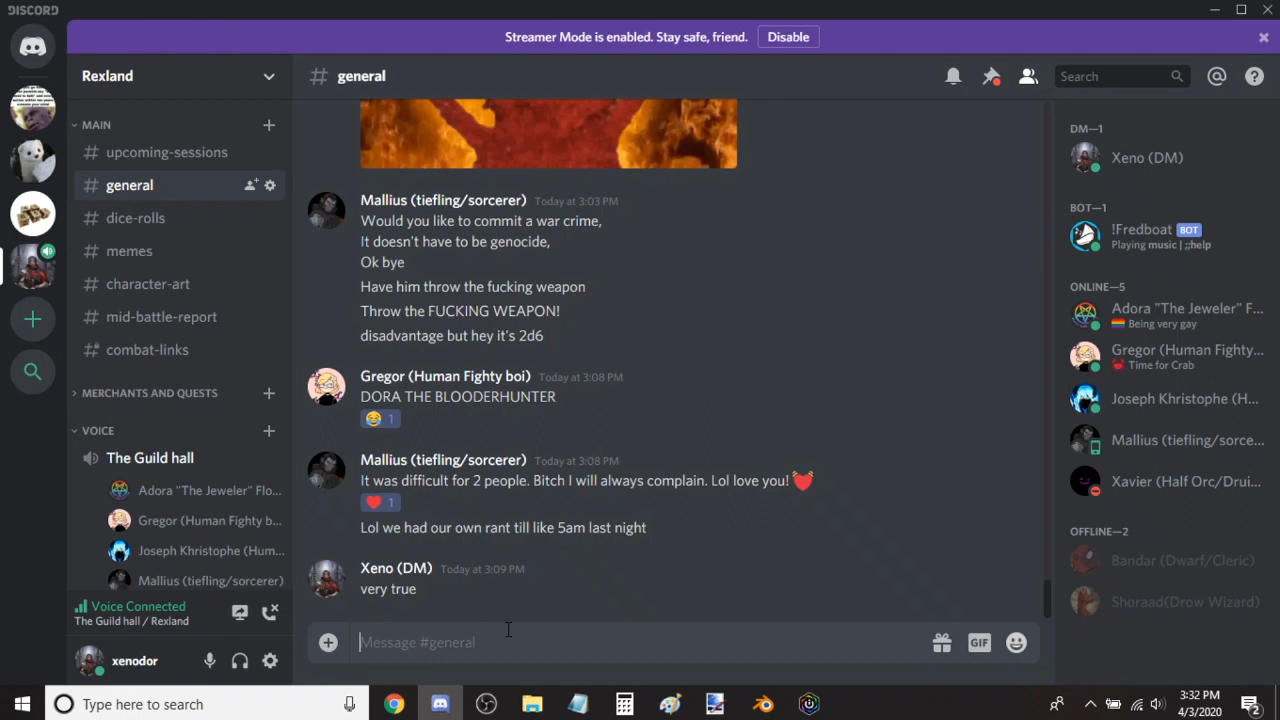 DISCORD
Streamer Mode is enabled. Stay safe, friend.
Disable
Rexland
MAIN
# upcoming-sessions
# general
# dice-rolls
# memes
# character-art
# mid-battle-report
# combat-links
MERCHANTS AND QUESTS
VOICE
The Guild hall
Adora "The Jeweler" Flo...
Gregor (Human Fighty b...
Joseph Khristophe (Hum...
Mallius (tiefling/sorcerer)
Voice Connected
The Guild hall / Rexland
xenodor
# general
Search
Mallius (tiefling/sorcerer) Today at 3:03 PM
Would you like to commit a war crime,
It doesn't have to be genocide,
Ok bye
Have him throw the fucking weapon
Throw the FUCKING WEAPON!
disadvantage but hey it's 2d6
Gregor (Human Fighty boi) Today at 3:08 PM
DORA THE BLOODERHUNTER
1
Mallius (tiefling/sorcerer) Today at 3:08 PM
It was difficult for 2 people. Bitch I will always complain. Lol love you!
1
Lol we had our own rant till like 5am last night
Xeno (DM) Today at 3:09 PM
very true
Message #general
GIF
DM—1
Xeno (DM)
BOT—1
!Fredboat BOT
Playing music | ;;help
ONLINE—5
Adora "The Jeweler" F...
Being very gay
Gregor (Human Fighty...
Time for Crab
Joseph Khristophe (H...
Mallius (tiefling/sorce...
Xavier (Half Orc/Drui...
OFFLINE—2
Bandar (Dwarf/Cleric)
Shoraad(Drow Wizard)
Type here to search
3:32 PM
4/3/2020
2